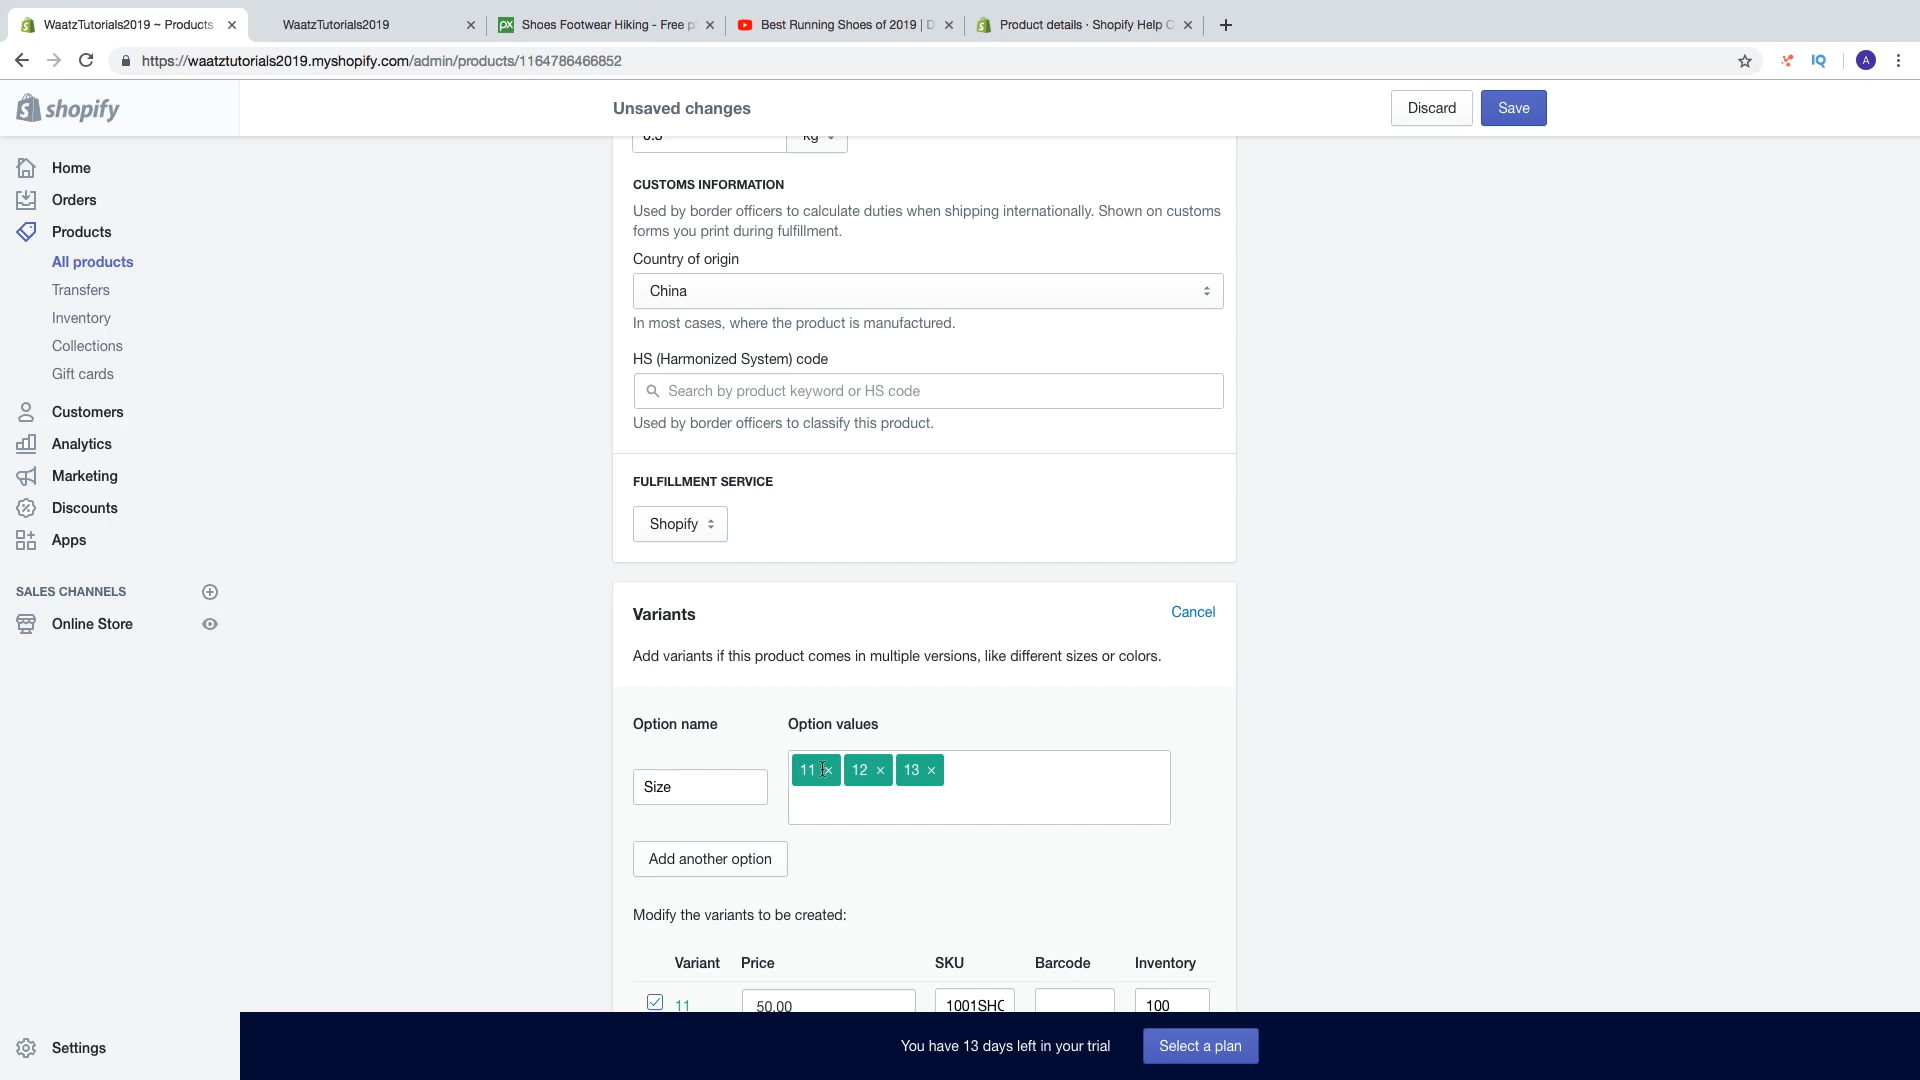 WaatzTutorials2019 ~ Products
WaatzTutorials2019
Shoes Footwear Hiking - Free p
Best Running Shoes of 2019 | D
Product details · Shopify Help C
https://waatztutorials2019.myshopify.com/admin/products/1164786466852
IQ
A
shopify
Unsaved changes
Discard
Save
Home
Orders
Products
All products
Transfers
Inventory
Collections
Gift cards
Customers
Analytics
Marketing
Discounts
Apps
SALES CHANNELS
Online Store
Settings
kg
CUSTOMS INFORMATION
Used by border officers to calculate duties when shipping internationally. Shown on customs
forms you print during fulfillment.
Country of origin
China
In most cases, where the product is manufactured.
HS (Harmonized System) code
Search by product keyword or HS code
Used by border officers to classify this product.
FULFILLMENT SERVICE
Shopify
Variants
Cancel
Add variants if this product comes in multiple versions, like different sizes or colors.
Option name
Option values
Size
11
12
13
Add another option
Modify the variants to be created:
Variant
Price
SKU
Barcode
Inventory
11
50.00
1001SHO
100
You have 13 days left in your trial
Select a plan